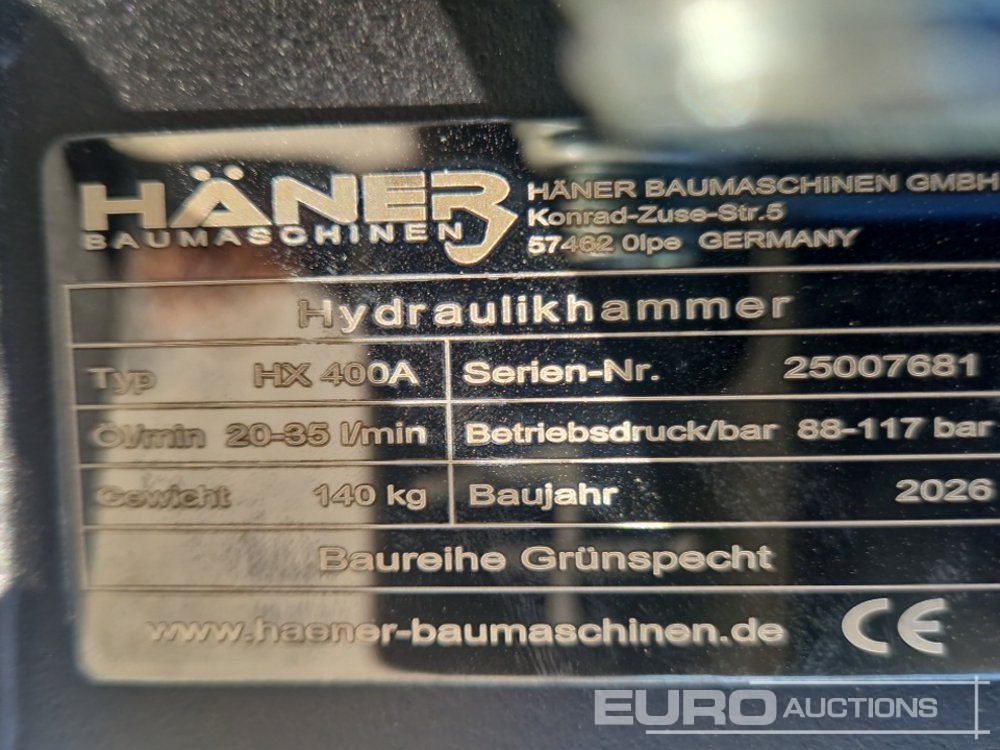 HÄNER
BAUMASCHINEN
HÄNER BAUMASCHINEN GMBH
Konrad-Zuse-Str.5
57462 Olpe GERMANY
Hydraulikhammer
Typ HX 400A Serien-Nr. 25007681
Öl/min 20-35 l/min Betriebsdruck/bar 88-117 bar
Gewicht 140 kg Baujahr 2026
Baureihe Grünspecht
www.haener-baumaschinen.de CE
EURO AUCTIONS